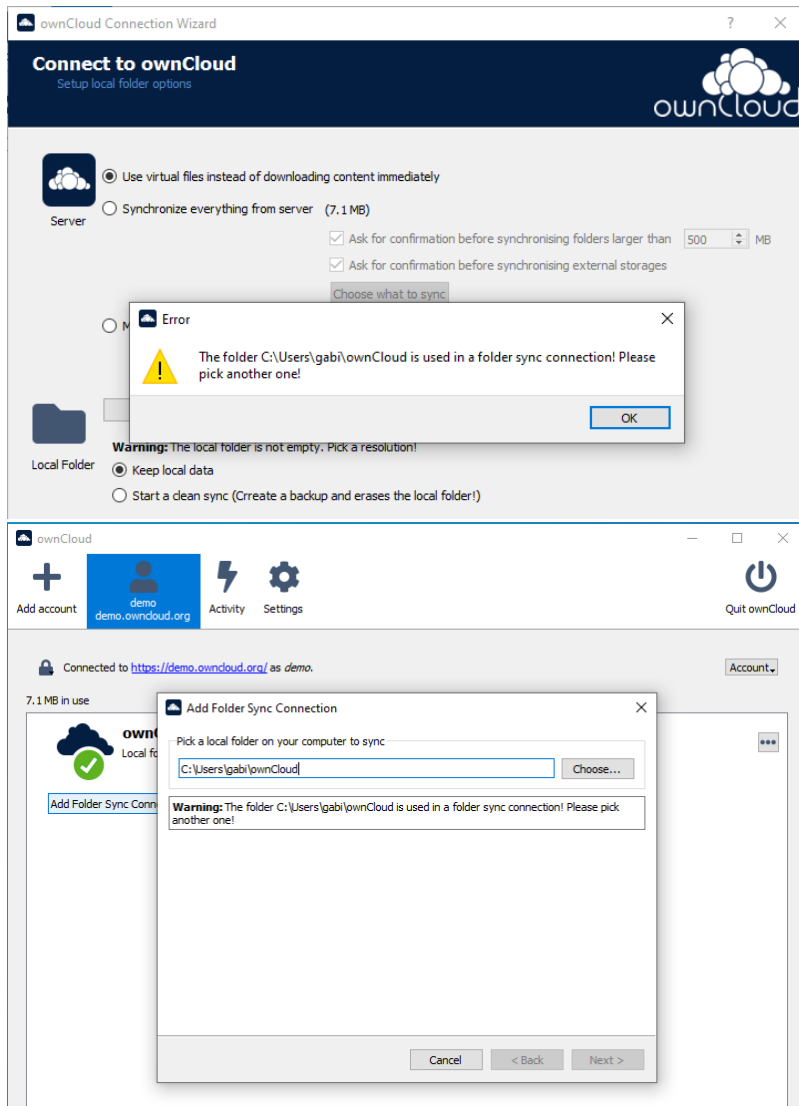 ownCloud Connection Wizard
Connect to ownCloud
Setup local folder options
ownCloud
Use virtual files instead of downloading content immediately
Synchronize everything from server (7.1 MB)
Server
Ask for confirmation before synchronising folders larger than 500 MB
Ask for confirmation before synchronising external storages
Choose what to sync
Error
The folder C:\Users\gabi\ownCloud is used in a folder sync connection! Please
pick another one!
OK
Warning: The local folder is not empty. Pick a resolution!
Local Folder
Keep local data
Start a clean sync (Crreate a backup and erases the local folder!)
ownCloud
Add account
demo
demo.owncloud.org
Activity
Settings
Quit ownCloud
Connected to https://demo.owncloud.org/ as demo.
Account
7.1 MB in use
Add Folder Sync Connection
Pick a local folder on your computer to sync
C:\Users\gabi\ownCloud
Choose...
Local fo
Add Folder Sync Conn
Warning: The folder C:\Users\gabi\ownCloud is used in a folder sync connection! Please pick
another one!
Cancel
< Back
Next >